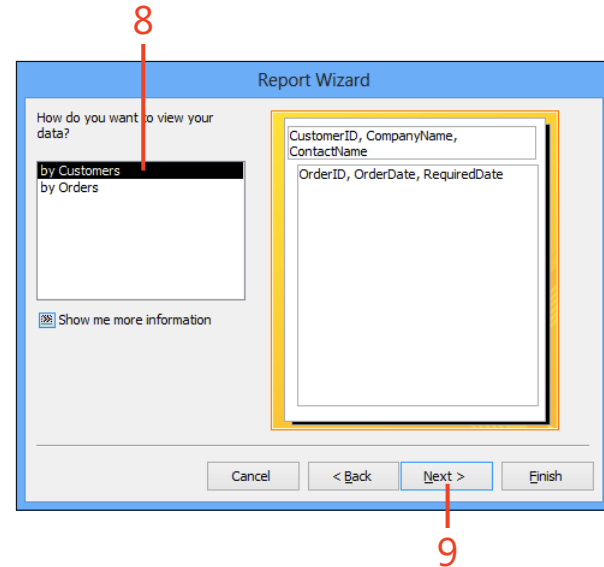 8
Report Wizard
How do you want to view your
data?
by Customers
by Orders
Show me more information
CustomerID, CompanyName,
ContactName
OrderID, OrderDate, RequiredDate
Cancel
< Back
Next >
Finish
9